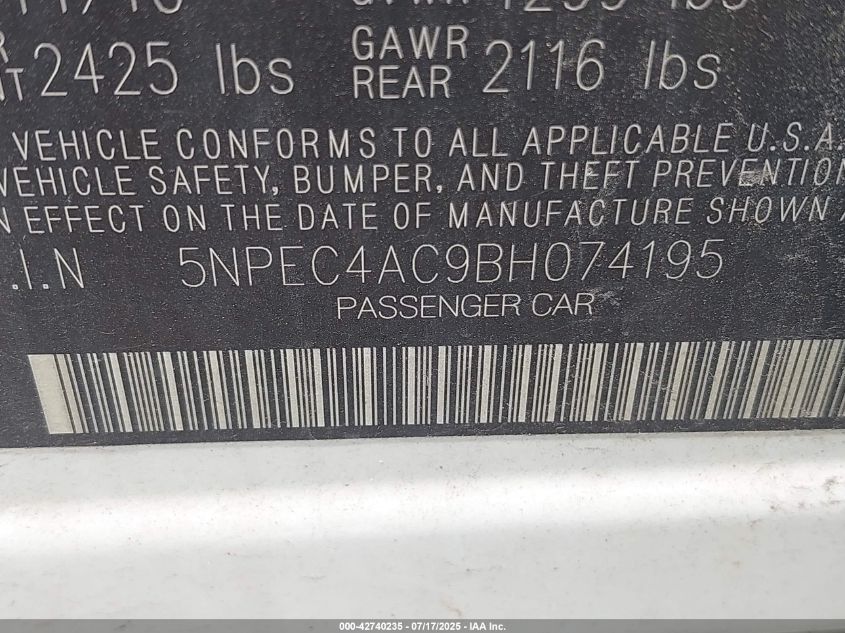 2425 lbs GAWR REAR 2116 lbs
VEHICLE CONFORMS TO ALL APPLICABLE U.S.A.
VEHICLE SAFETY, BUMPER, AND THEFT PREVENTION
EFFECT ON THE DATE OF MANUFACTURE SHOWN
.I.N 5NPEC4AC9BH074195
PASSENGER CAR
000-42740235 - 07/17/2025 - IAA Inc.